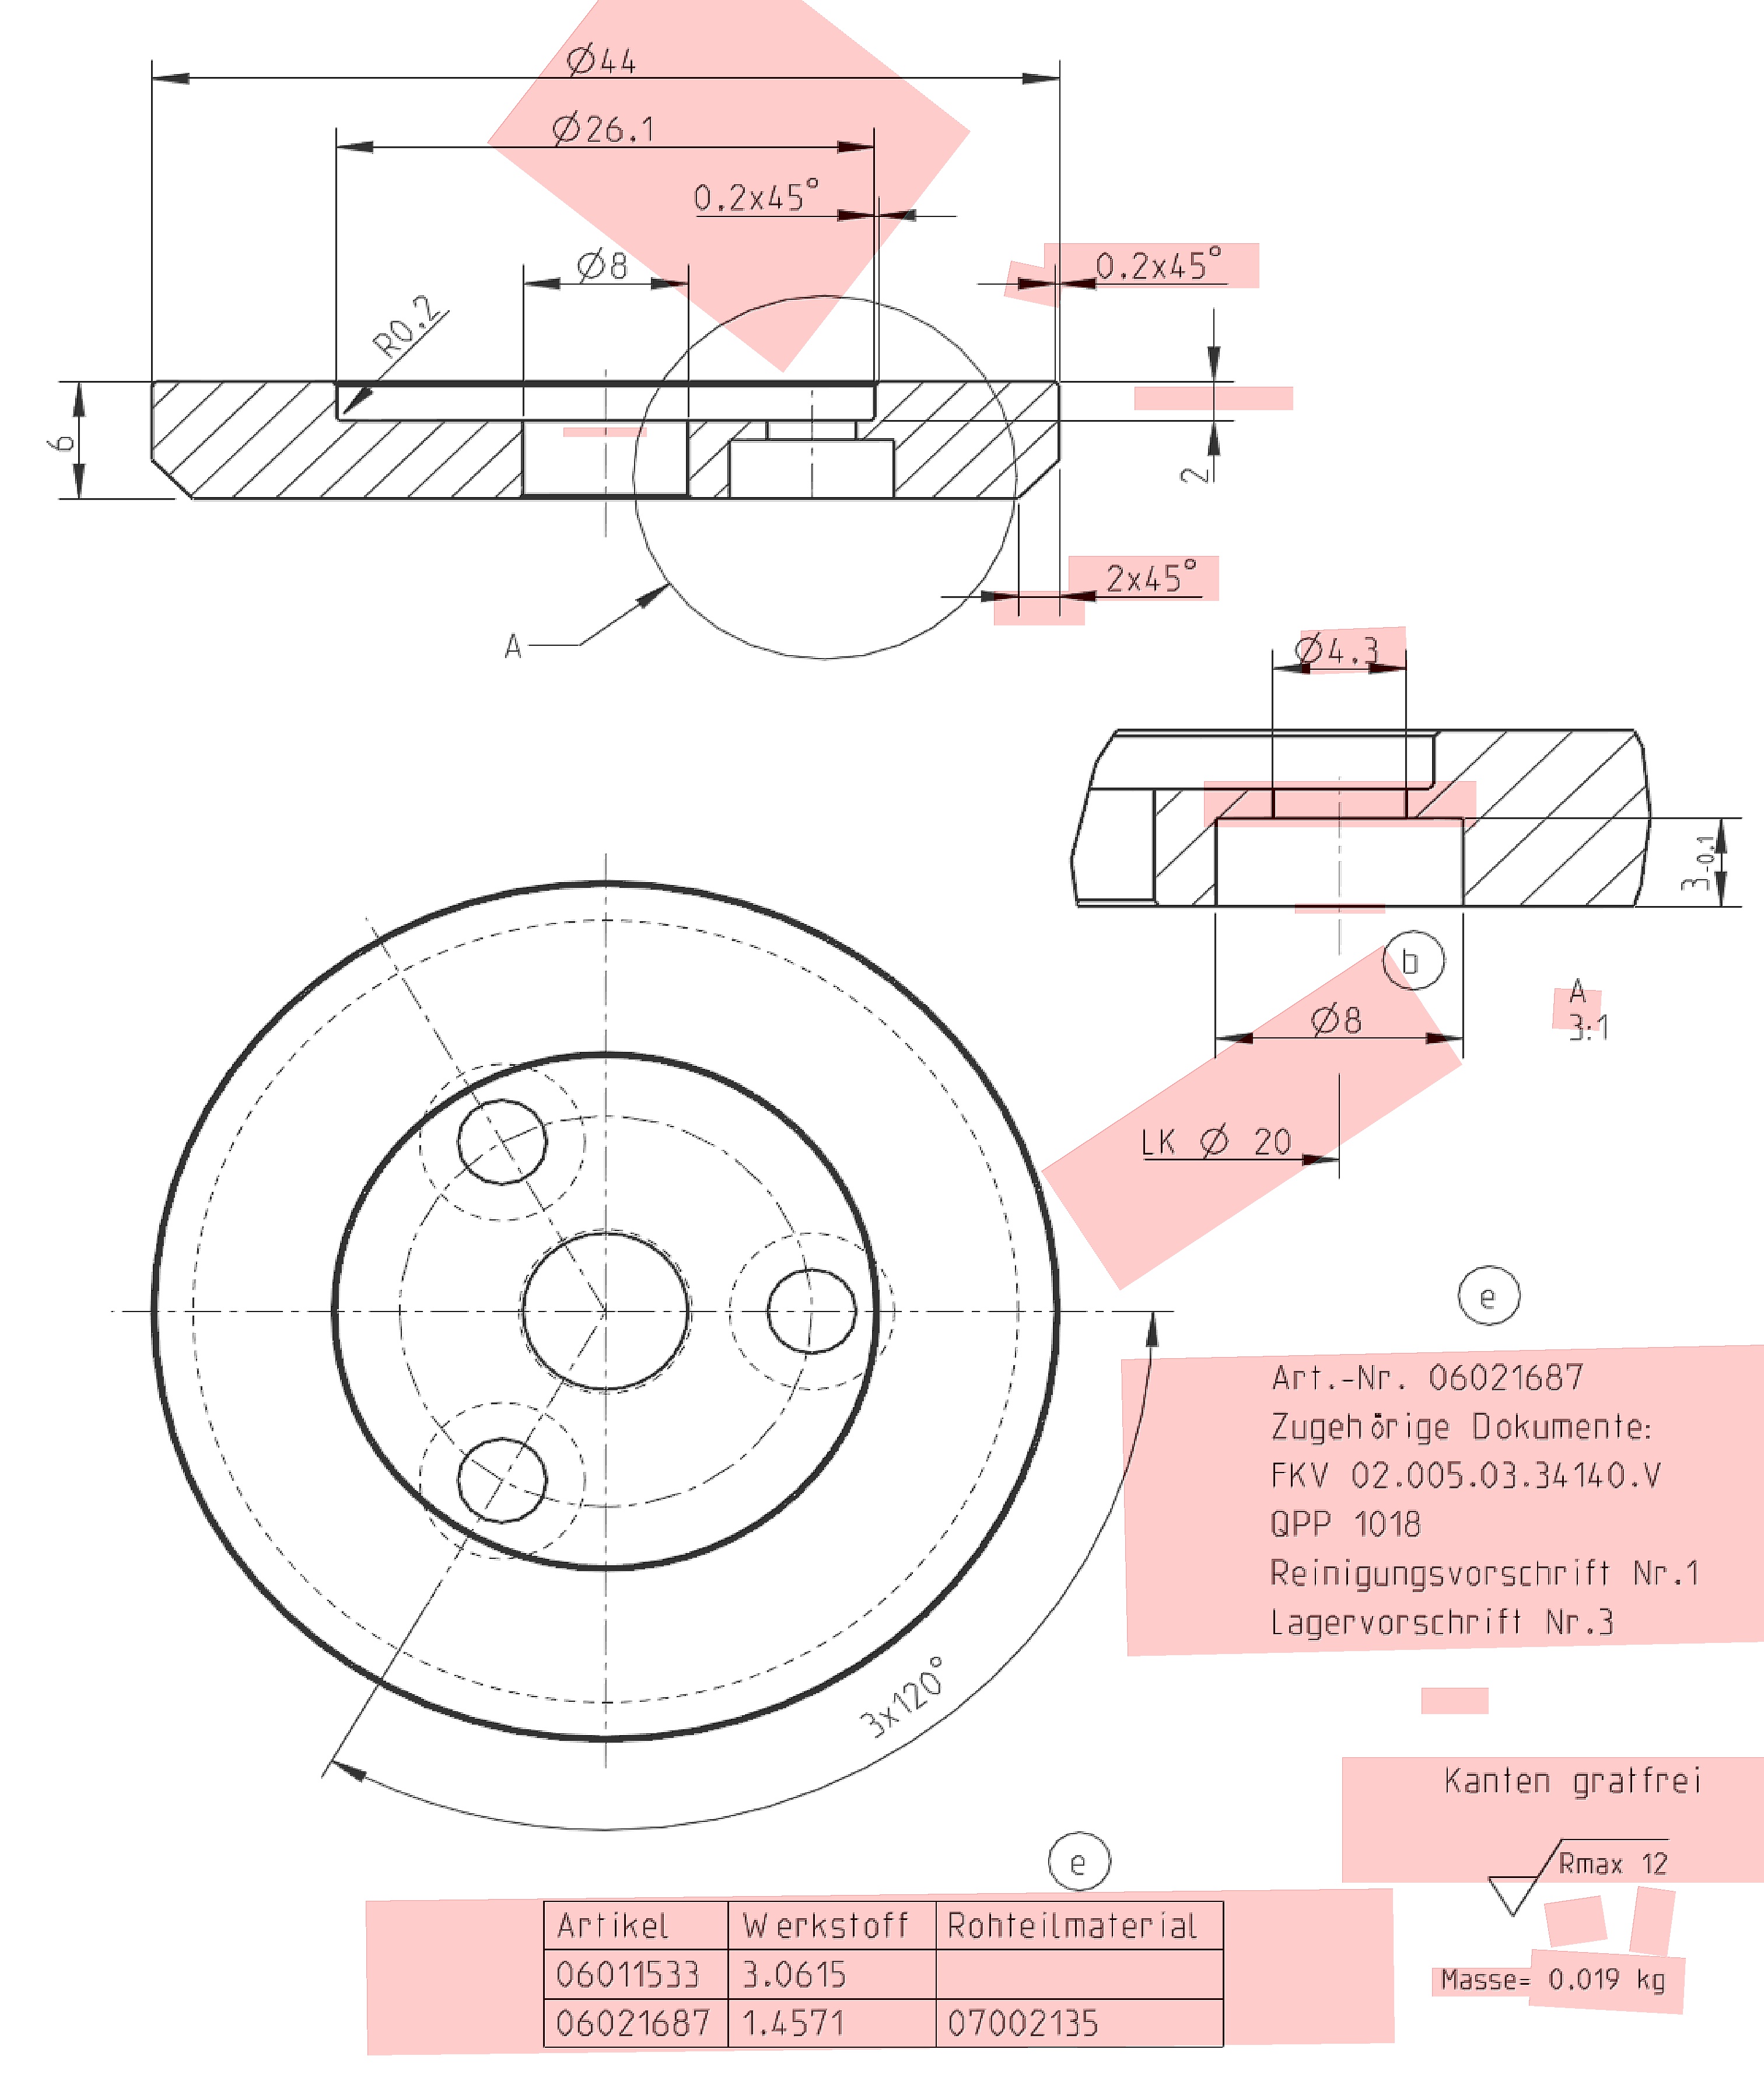 Ø44
Ø26.1
0.2x45°
Ø8
0.2x45°
R0.2
6
2
2x45°
A
Ø4.3
3-0.1
b
A
3:1
Ø8
LK Ø 20
e
Art.-Nr. 06021687
Zugehörige Dokumente:
FKV 02.005.03.34140.V
QPP 1018
Reinigungsvorschrift Nr.1
Lagervorschrift Nr.3
3x120°
Kanten gratfrei
Rmax 12
e
Artikel Werkstoff Rohteilmaterial
06011533 3.0615
06021687 1.4571 07002135
Masse= 0.019 kg